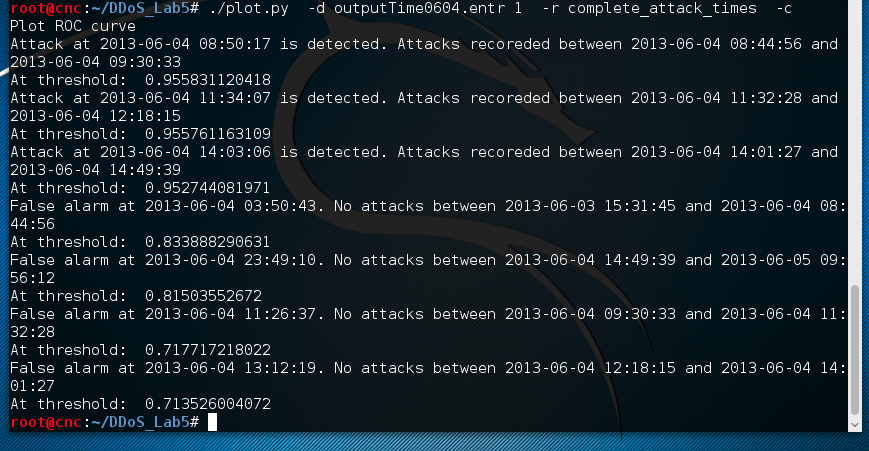 root@cnc:~/DDoS_Lab5# ./plot.py  -d outputTime0604.entr 1  -r complete_attack_times  -c
Plot ROC curve
Attack at 2013-06-04 08:50:17 is detected. Attacks recoreded between 2013-06-04 08:44:56 and
2013-06-04 09:30:33
At threshold:  0.955831120418
Attack at 2013-06-04 11:34:07 is detected. Attacks recoreded between 2013-06-04 11:32:28 and
2013-06-04 12:18:15
At threshold:  0.955761163109
Attack at 2013-06-04 14:03:06 is detected. Attacks recoreded between 2013-06-04 14:01:27 and
2013-06-04 14:49:39
At threshold:  0.952744081971
False alarm at 2013-06-04 03:50:43. No attacks between 2013-06-03 15:31:45 and 2013-06-04 08:
44:56
At threshold:  0.833888290631
False alarm at 2013-06-04 23:49:10. No attacks between 2013-06-04 14:49:39 and 2013-06-05 09:
56:12
At threshold:  0.81503552672
False alarm at 2013-06-04 11:26:37. No attacks between 2013-06-04 09:30:33 and 2013-06-04 11:
32:28
At threshold:  0.717717218022
False alarm at 2013-06-04 13:12:19. No attacks between 2013-06-04 12:18:15 and 2013-06-04 14:
01:27
At threshold:  0.713526004072
root@cnc:~/DDoS_Lab5#